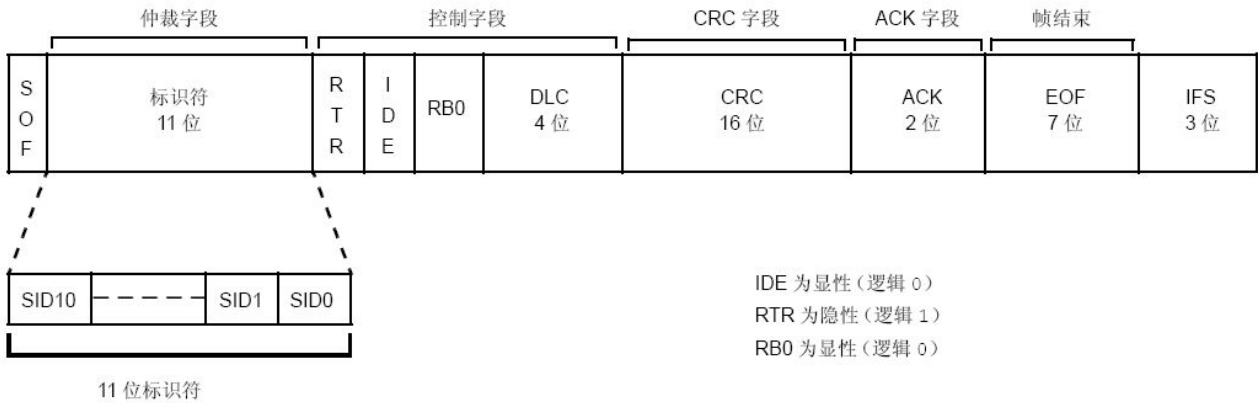 仲裁字段 控制字段 CRC 字段 ACK 字段 帧结束
SOF
标识符
11 位
RTR
IDE
RB0
DLC
4 位
CRC
16 位
ACK
2 位
EOF
7 位
IFS
3 位
SID10 SID1 SID0
11 位标识符
IDE 为显性(逻辑 0)
RTR 为隐性(逻辑 1)
RB0 为显性(逻辑 0)